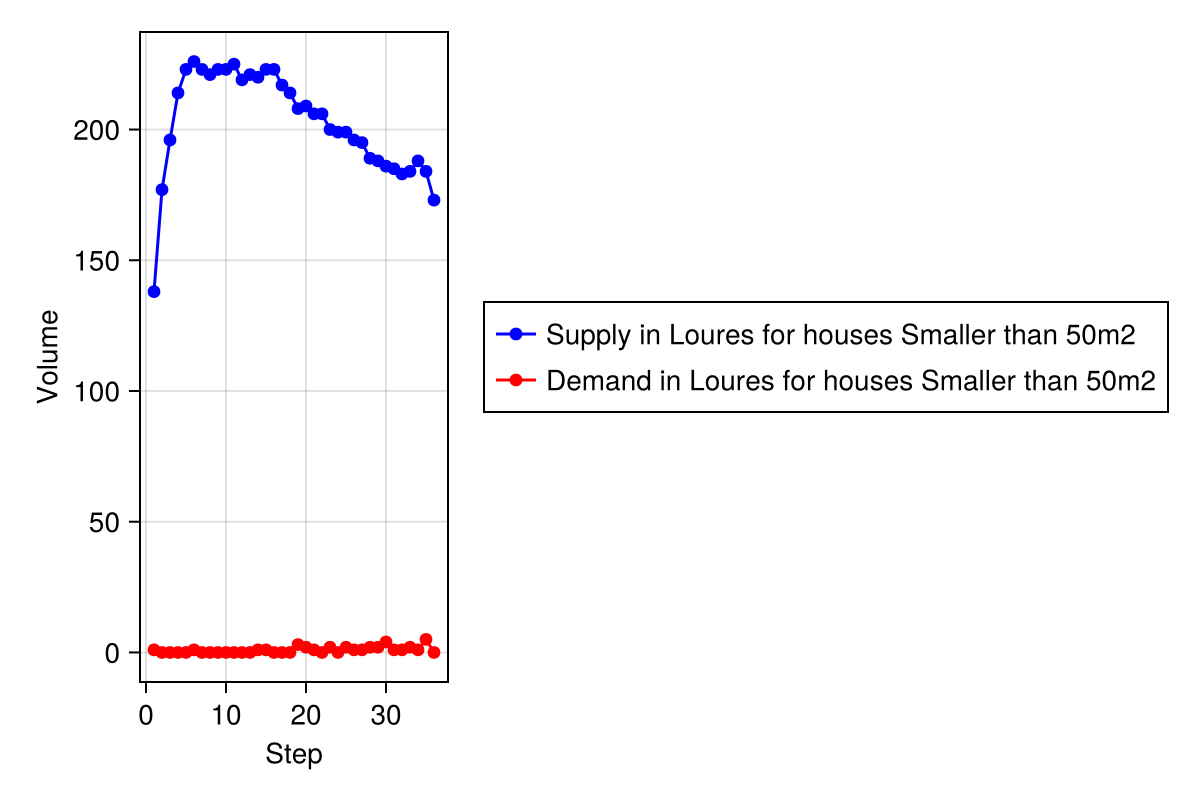 Volume
200
150
100
50
0
0 10 20 30
Step
Supply in Loures for houses Smaller than 50m2
Demand in Loures for houses Smaller than 50m2